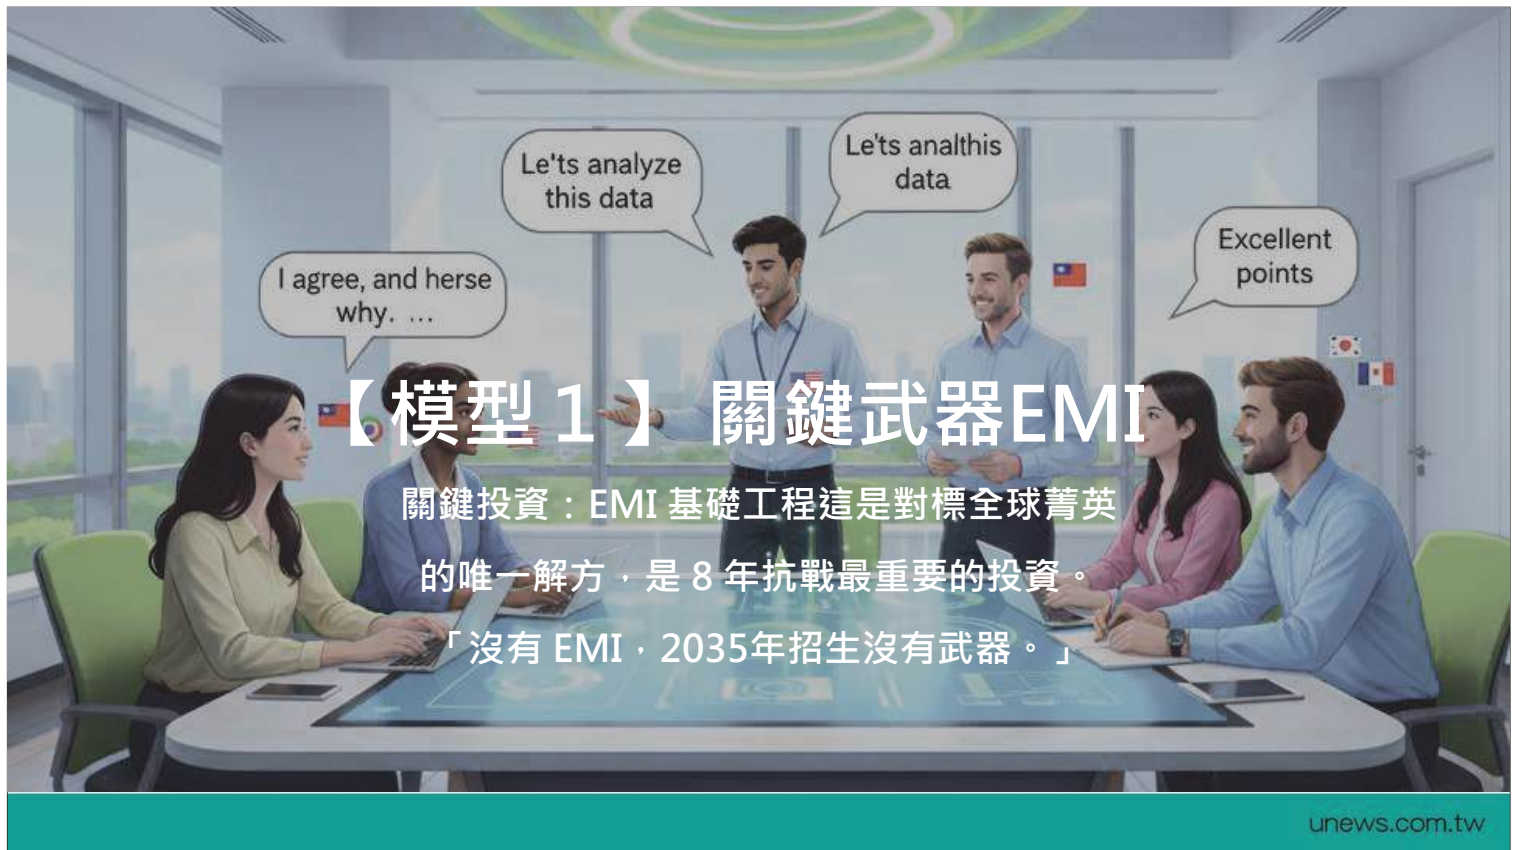 Le'ts analyze
this data
Le'ts analthis
data
Excellent
points
I agree, and herse
why. ...
【模型1】 關鍵武器EMI
關鍵投資：EMI 基礎工程這是對標全球菁英
的唯一解方，是 8 年抗戰最重要的投資。
「沒有 EMI，2035年招生沒有武器。」
unews.com.tw